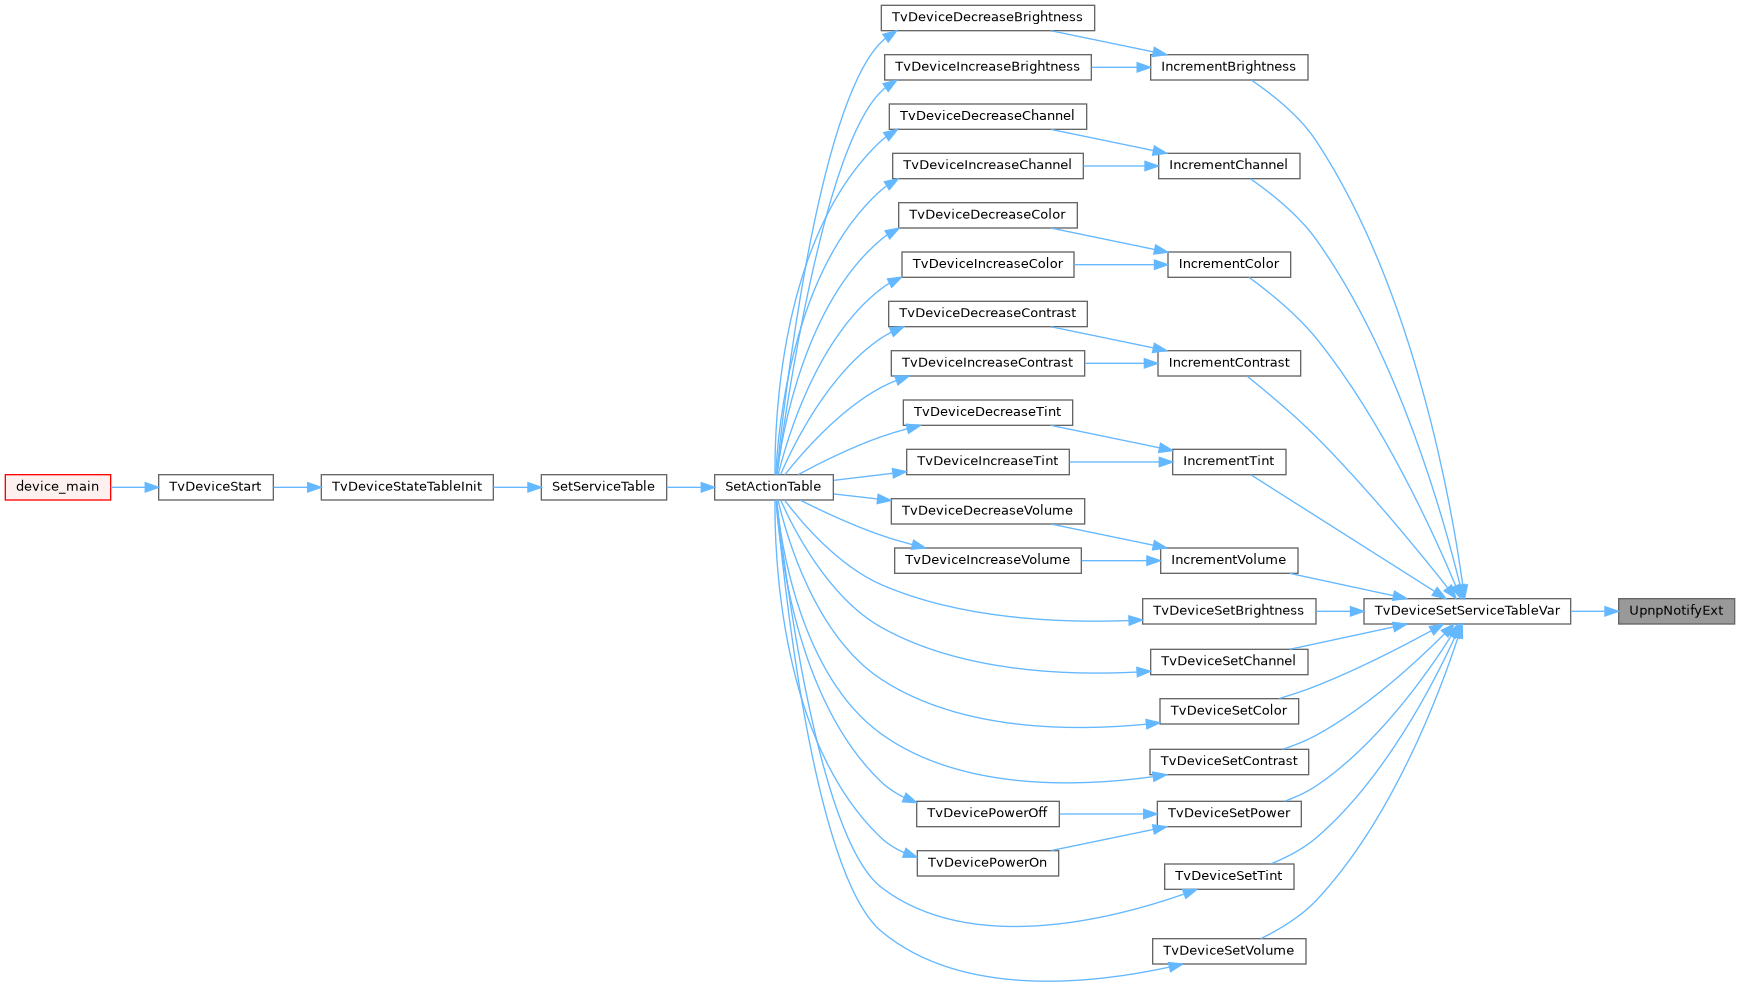 TvDeviceDecreaseBrightness
TvDeviceIncreaseBrightness
IncrementBrightness
TvDeviceDecreaseChannel
TvDeviceIncreaseChannel
IncrementChannel
TvDeviceDecreaseColor
TvDeviceIncreaseColor
IncrementColor
TvDeviceDecreaseContrast
TvDeviceIncreaseContrast
IncrementContrast
TvDeviceDecreaseTint
TvDeviceIncreaseTint
IncrementTint
device_main
TvDeviceStart
TvDeviceStateTableInit
SetServiceTable
SetActionTable
TvDeviceDecreaseVolume
TvDeviceIncreaseVolume
IncrementVolume
TvDeviceSetBrightness
TvDeviceSetServiceTableVar
UpnpNotifyExt
TvDeviceSetChannel
TvDeviceSetColor
TvDeviceSetContrast
TvDevicePowerOff
TvDeviceSetPower
TvDevicePowerOn
TvDeviceSetTint
TvDeviceSetVolume